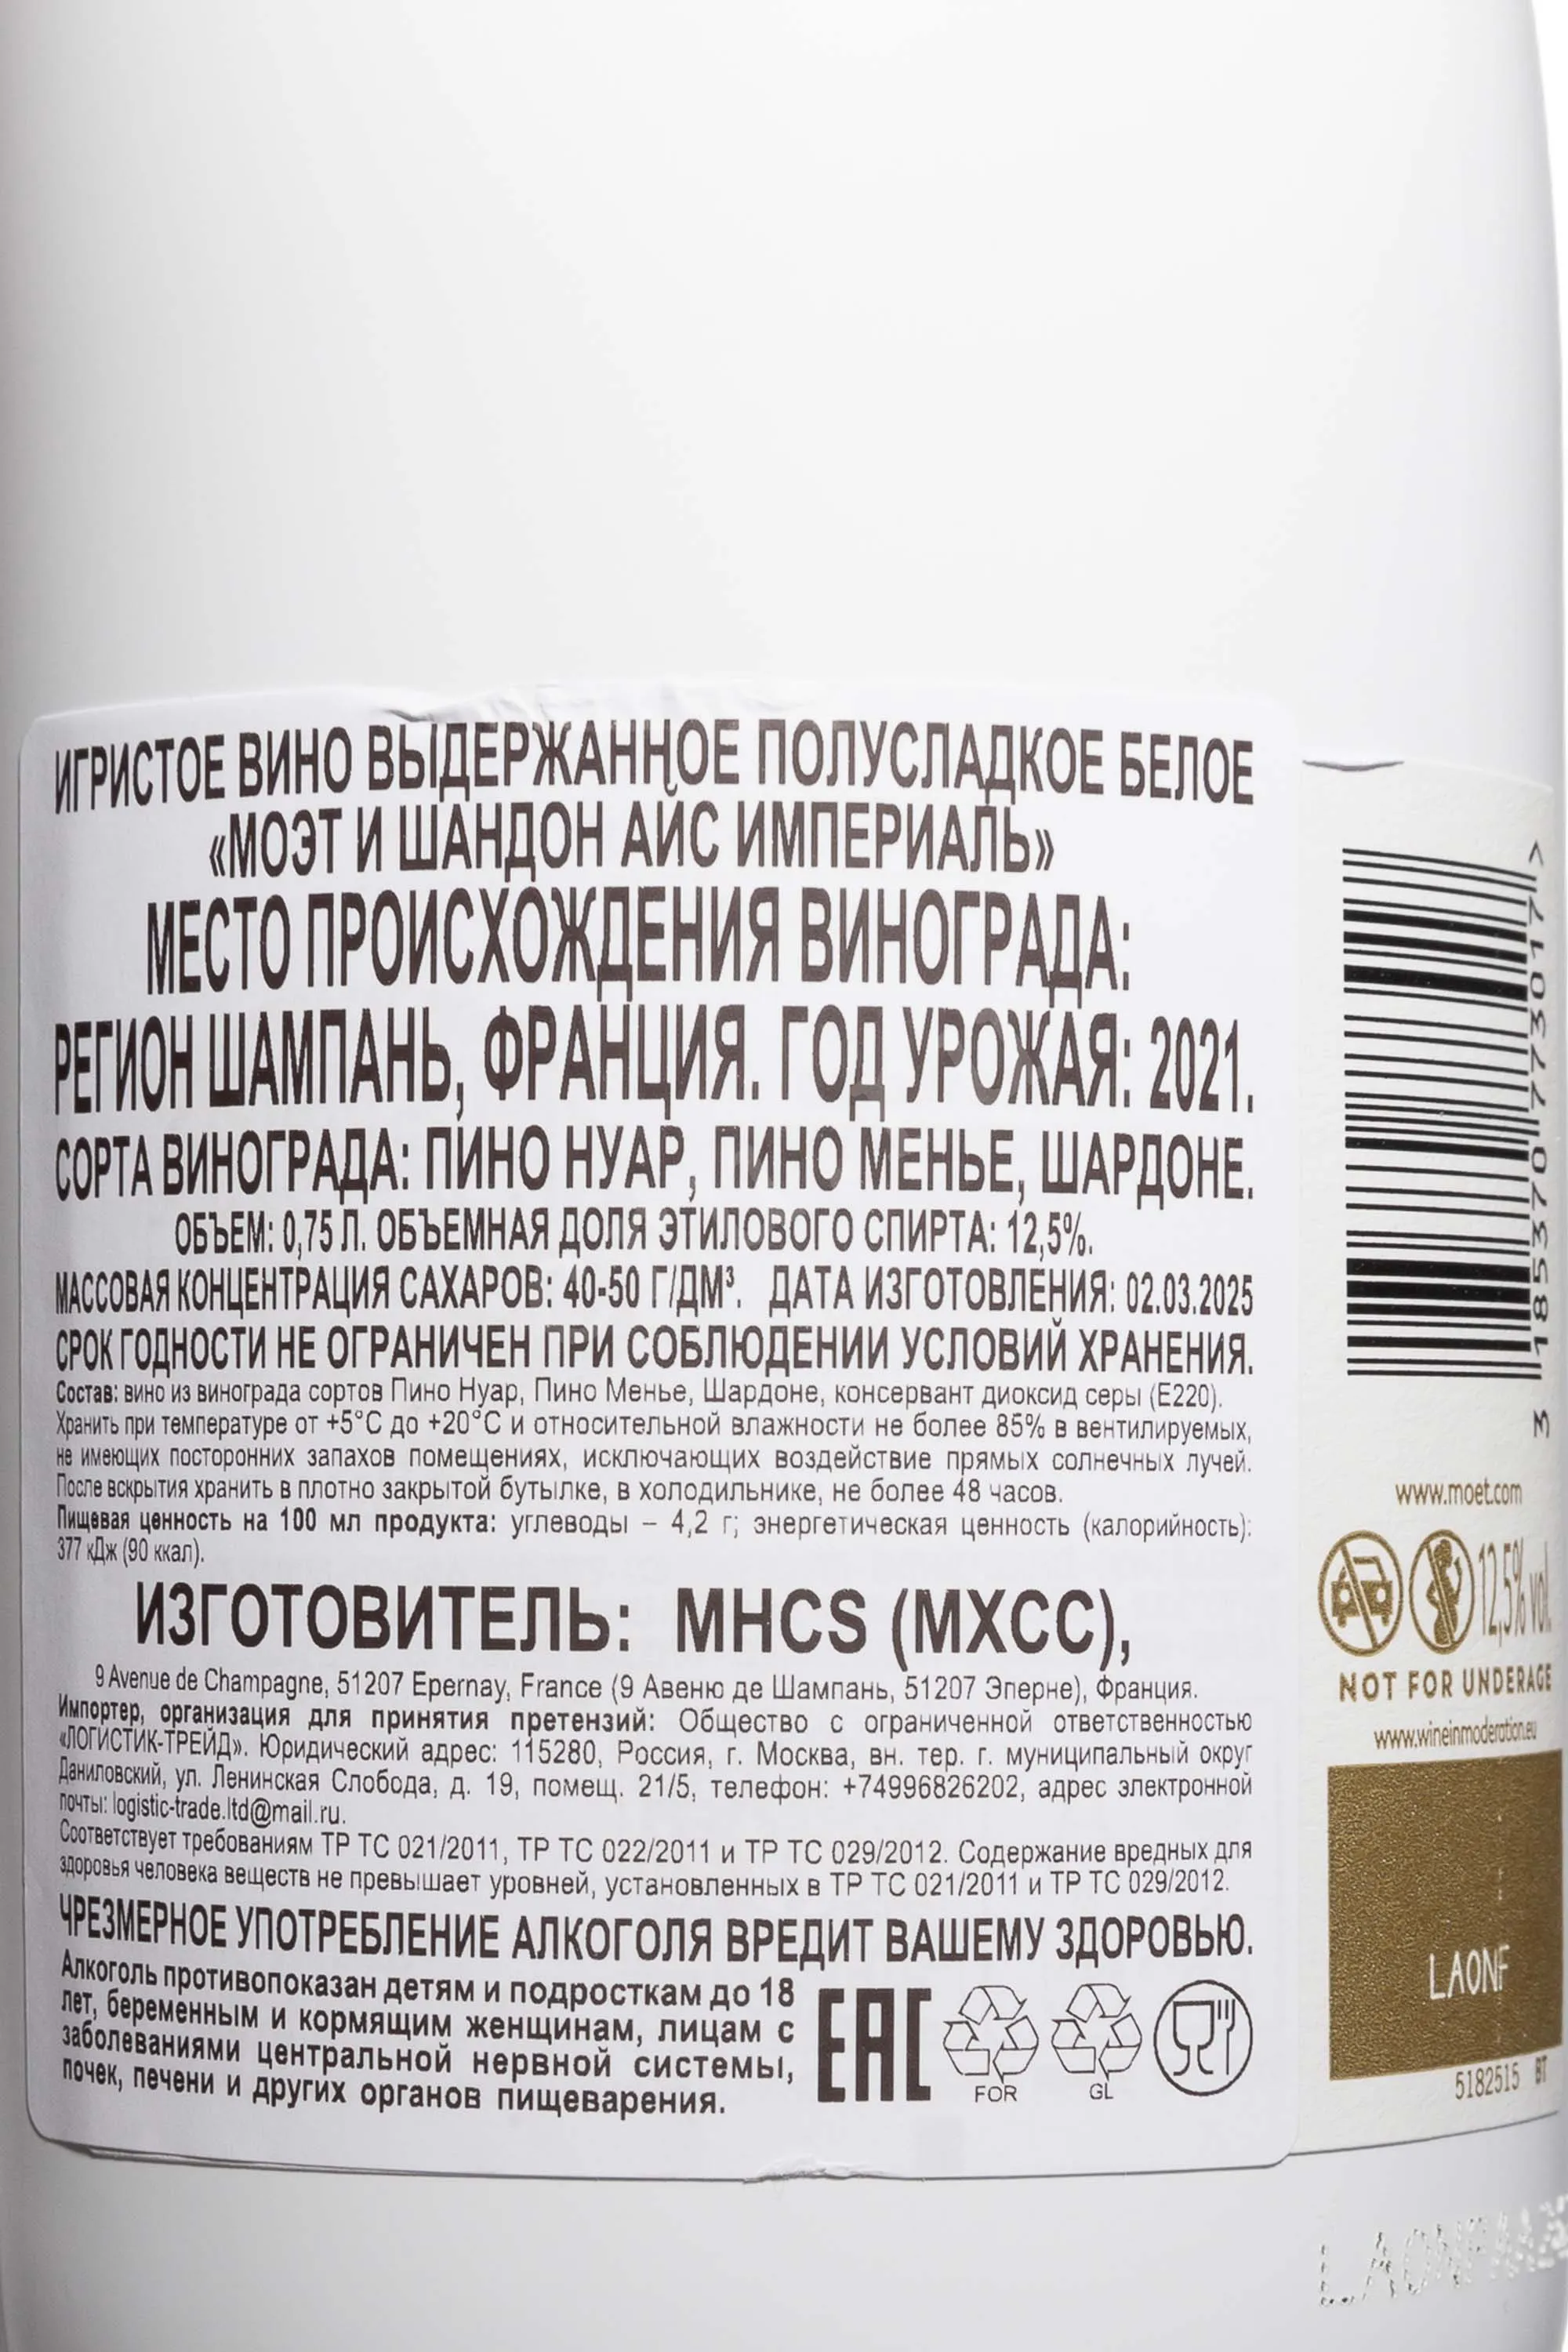 ИГРИСТОЕ ВИНО ВЫДЕРЖАННОЕ ПОЛУСЛАДКОЕ БЕЛОЕ
«МОЭТ И ШАНДОН АЙС ИМПЕРИАЛЬ»
МЕСТО ПРОИСХОЖДЕНИЯ ВИНОГРАДА:
РЕГИОН ШАМПАНЬ, ФРАНЦИЯ. ГОД УРОЖАЯ: 2021.
СОРТА ВИНОГРАДА: ПИНО НУАР, ПИНО МЕНЬЕ, ШАРДОНЕ.
ОБЪЕМ: 0,75 Л. ОБЪЕМНАЯ ДОЛЯ ЭТИЛОВОГО СПИРТА: 12,5%.
МАССОВАЯ КОНЦЕНТРАЦИЯ САХАРОВ: 40-50 Г/ДМ³. ДАТА ИЗГОТОВЛЕНИЯ: 02.03.2025
СРОК ГОДНОСТИ НЕ ОГРАНИЧЕН ПРИ СОБЛЮДЕНИИ УСЛОВИЙ ХРАНЕНИЯ.
Состав: вино из винограда сортов Пино Нуар, Пино Менье, Шардоне, консервант диоксид серы (Е220).
Хранить при температуре от +5°С до +20°С и относительной влажности не более 85% в вентилируемых,
не имеющих посторонних запахов помещениях, исключающих воздействие прямых солнечных лучей.
После вскрытия хранить в плотно закрытой бутылке, в холодильнике, не более 48 часов.
Пищевая ценность на 100 мл продукта: углеводы – 4,2 г; энергетическая ценность (калорийность):
377 кДж (90 ккал).
ИЗГОТОВИТЕЛЬ: MHCS (МХСС),
9 Avenue de Champagne, 51207 Epernay, France (9 Авеню де Шампань, 51207 Эперне), Франция.
Импортер, организация для принятия претензий: Общество с ограниченной ответственностью
«ЛОГИСТИК-ТРЕЙД». Юридический адрес: 115280, Россия, г. Москва, вн. тер. г. муниципальный округ
Даниловский, ул. Ленинская Слобода, д. 19, помещ. 21/5, телефон: +74996826202, адрес электронной
почты: logistic-trade.ltd@mail.ru.
Соответствует требованиям ТР ТС 021/2011, ТР ТС 022/2011 и ТР ТС 029/2012. Содержание вредных для
здоровья человека веществ не превышает уровней, установленных в ТР ТС 021/2011 и ТР ТС 029/2012.
ЧРЕЗМЕРНОЕ УПОТРЕБЛЕНИЕ АЛКОГОЛЯ ВРЕДИТ ВАШЕМУ ЗДОРОВЬЮ.
Алкоголь противопоказан детям и подросткам до 18
лет, беременным и кормящим женщинам, лицам с
заболеваниями центральной нервной системы,
почек, печени и других органов пищеварения.
EAC
FOR
GL
3 185370 773017 >
www.moet.com
12,5% vol.
NOT FOR UNDERAGE
www.wineinmoderation.eu
LAONF
5182515 BT